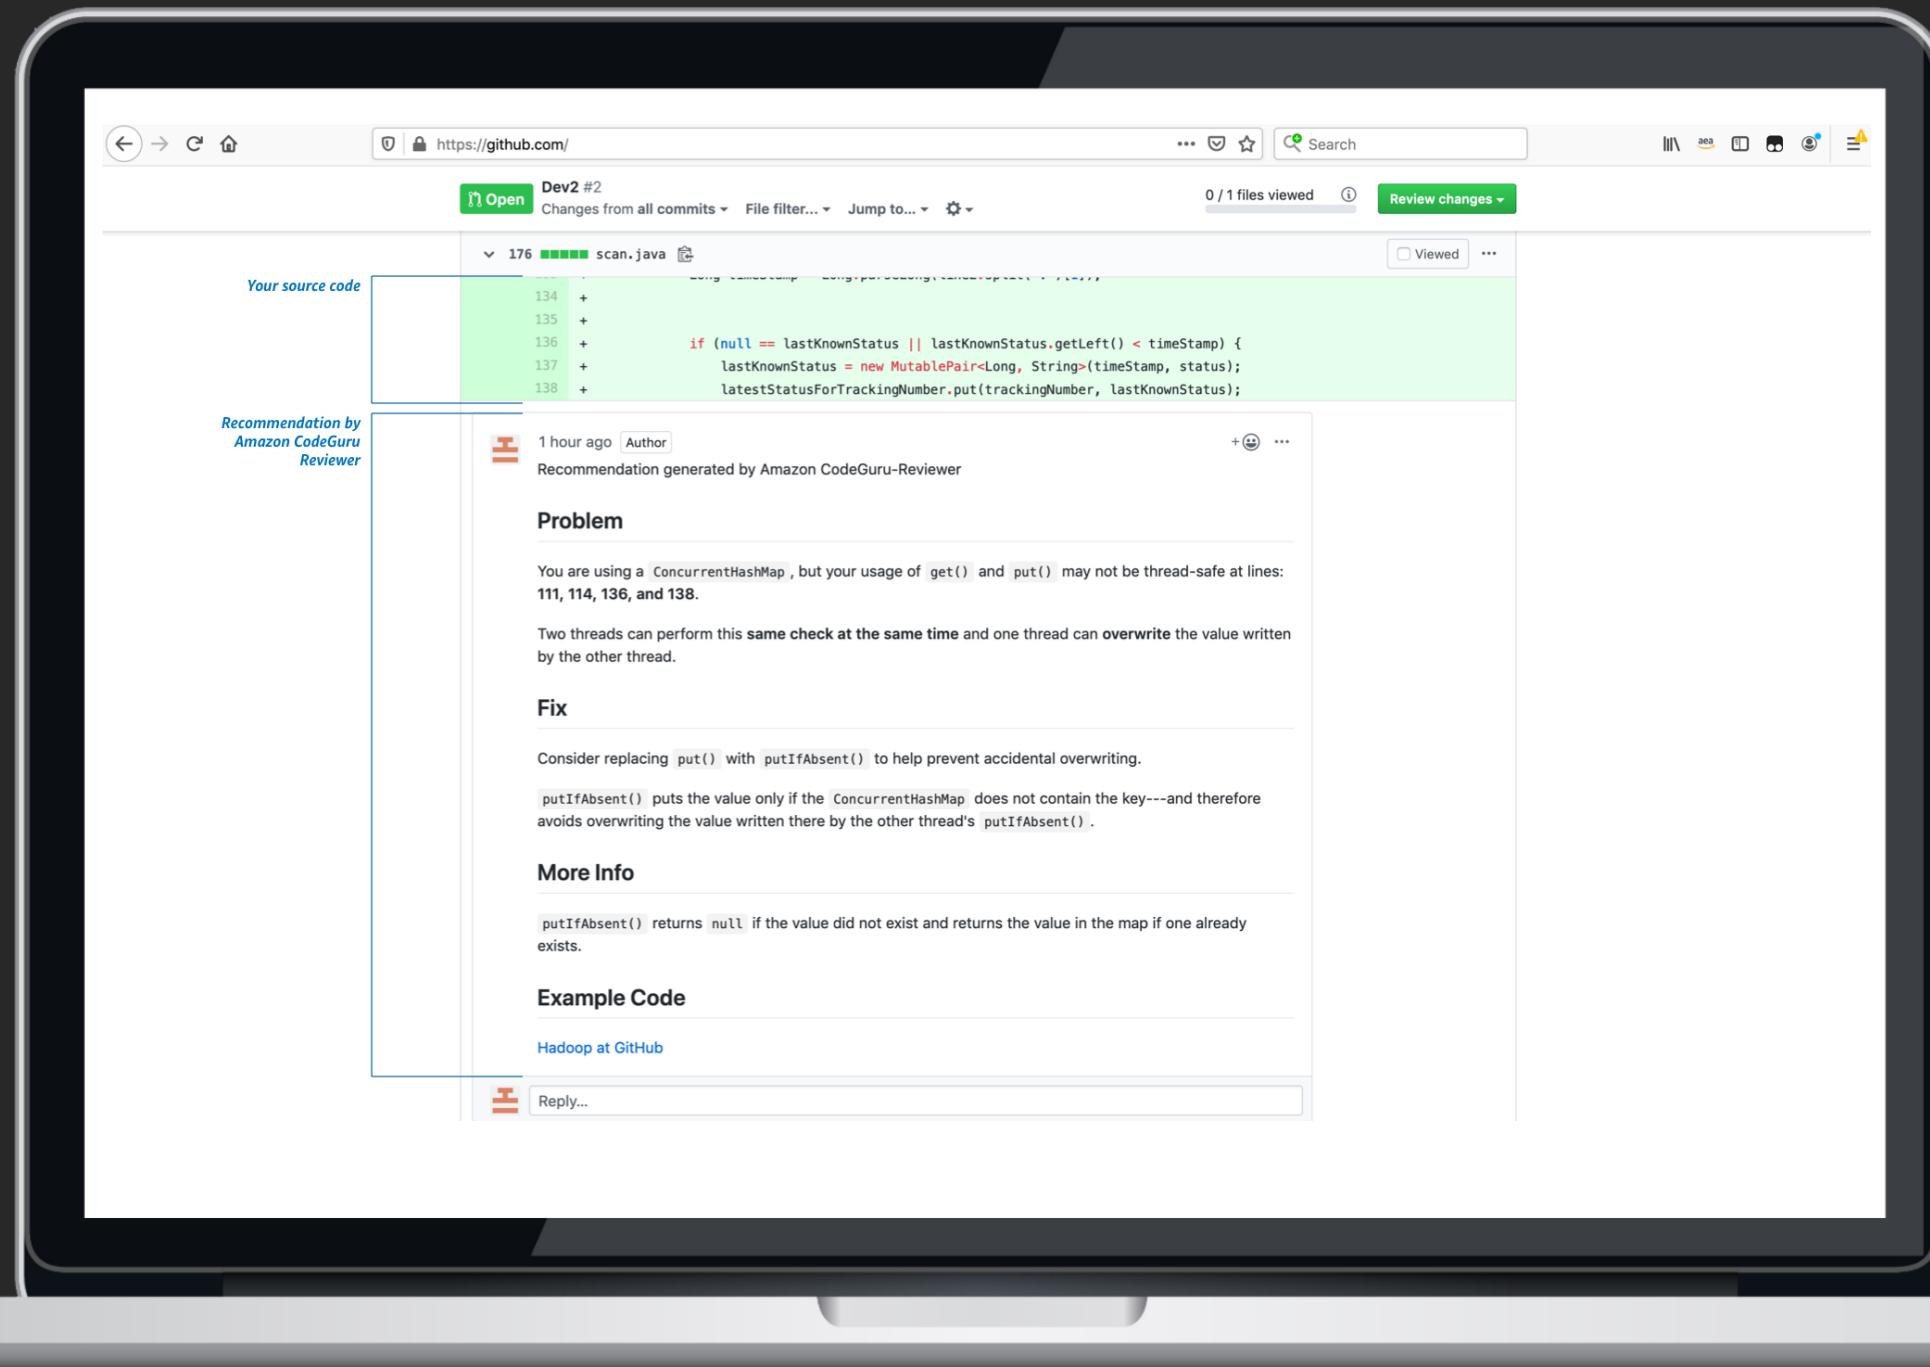 https://github.com/
Search
aea
Open
Dev2 #2
Changes from all commits
File filter...
Jump to...
0 / 1 files viewed
Review changes
176 scan.java
Viewed
Your source code
134 +
135 +
136 + if (null == lastKnownStatus || lastKnownStatus.getLeft() < timeStamp) {
137 + lastKnownStatus = new MutablePair<Long, String>(timeStamp, status);
138 + latestStatusForTrackingNumber.put(trackingNumber, lastKnownStatus);
Recommendation by
Amazon CodeGuru
Reviewer
1 hour ago Author
Recommendation generated by Amazon CodeGuru-Reviewer
Problem
You are using a ConcurrentHashMap, but your usage of get() and put() may not be thread-safe at lines:
111, 114, 136, and 138.
Two threads can perform this same check at the same time and one thread can overwrite the value written
by the other thread.
Fix
Consider replacing put() with putIfAbsent() to help prevent accidental overwriting.
putIfAbsent() puts the value only if the ConcurrentHashMap does not contain the key---and therefore
avoids overwriting the value written there by the other thread's putIfAbsent().
More Info
putIfAbsent() returns null if the value did not exist and returns the value in the map if one already
exists.
Example Code
Hadoop at GitHub
Reply...